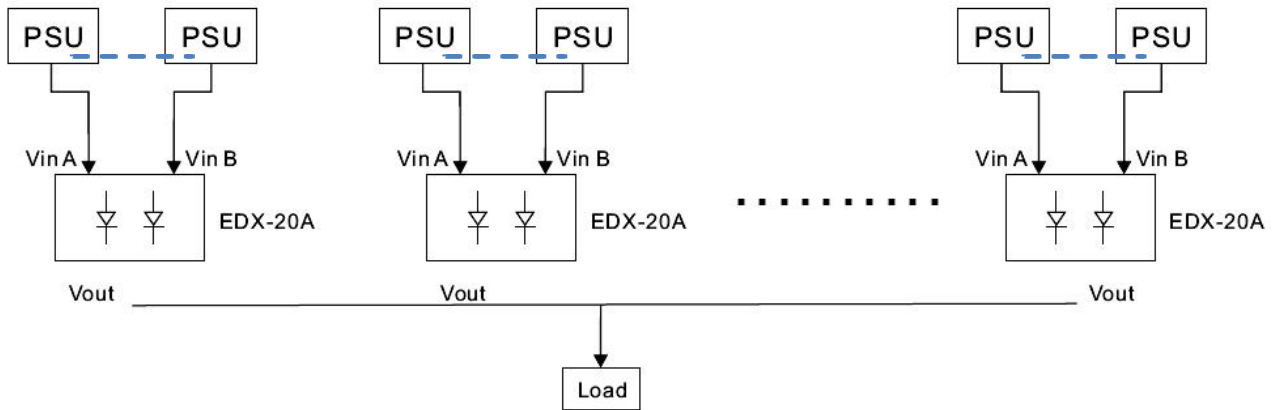 PSU PSU PSU PSU PSU PSU
Vin A Vin B Vin A Vin B Vin A Vin B
EDX-20A EDX-20A EDX-20A
Vout Vout Vout
Load